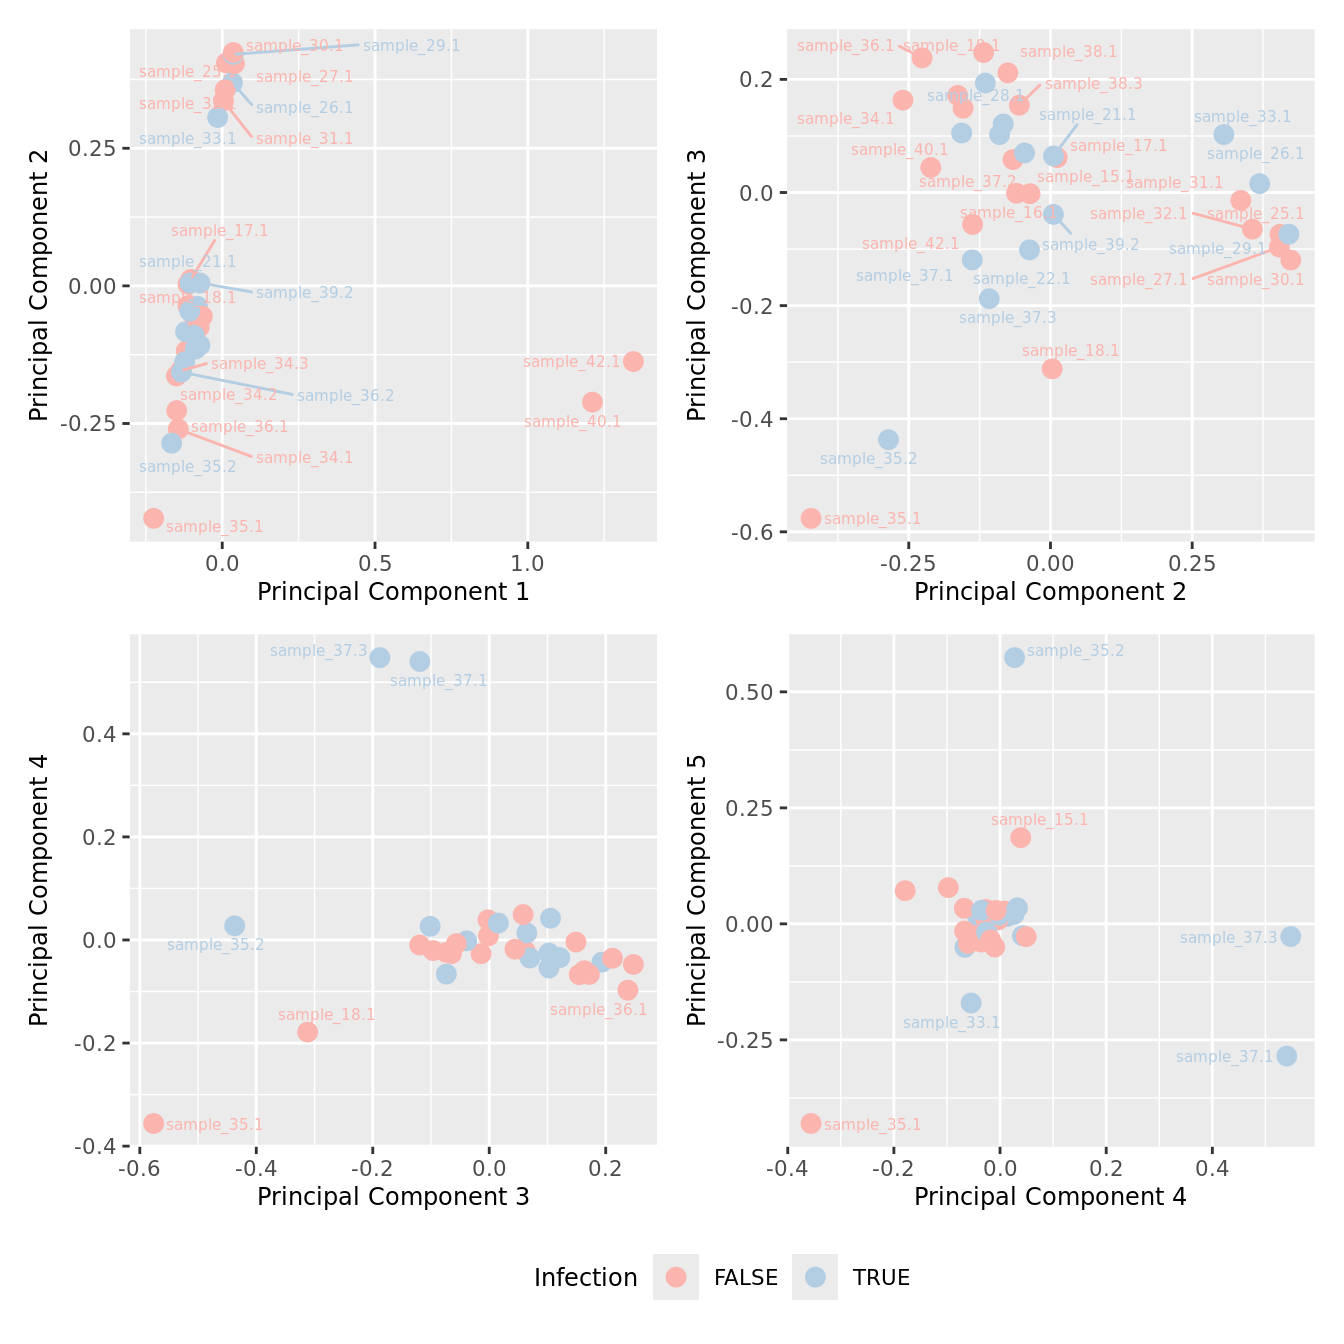 sample_30.1
sample_29.1
sample_27.1
sample_26.1
sample_33.1
sample_31.1
sample_17.1
sample_21.1
sample_39.2
sample_18.1
sample_34.3
sample_42.1
sample_34.2
sample_36.2
sample_40.1
sample_36.1
sample_34.1
sample_35.2
sample_35.1
0.25
0.00
-0.25
0.0
0.5
1.0
Principal Component 1
Principal Component 2
sample_36.1
sample_38.1
sample_38.3
sample_28.1
sample_34.1
sample_21.1
sample_33.1
sample_40.1
sample_17.1
sample_26.1
sample_37.2
sample_15.1
sample_31.1
sample_32.1
sample_25.1
sample_42.1
sample_39.2
sample_29.1
sample_37.1
sample_22.1
sample_27.1
sample_30.1
sample_37.3
sample_18.1
sample_35.2
sample_35.1
0.2
0.0
-0.2
-0.4
-0.6
-0.25
0.00
0.25
Principal Component 2
Principal Component 3
sample_37.3
sample_37.1
sample_35.2
sample_18.1
sample_36.1
sample_35.1
0.4
0.2
0.0
-0.2
-0.4
-0.6
-0.4
-0.2
0.0
0.2
Principal Component 3
Principal Component 4
sample_35.2
sample_15.1
sample_37.3
sample_33.1
sample_37.1
sample_35.1
0.50
0.25
0.00
-0.25
-0.4
-0.2
0.0
0.2
0.4
Principal Component 4
Principal Component 5
Infection
FALSE
TRUE